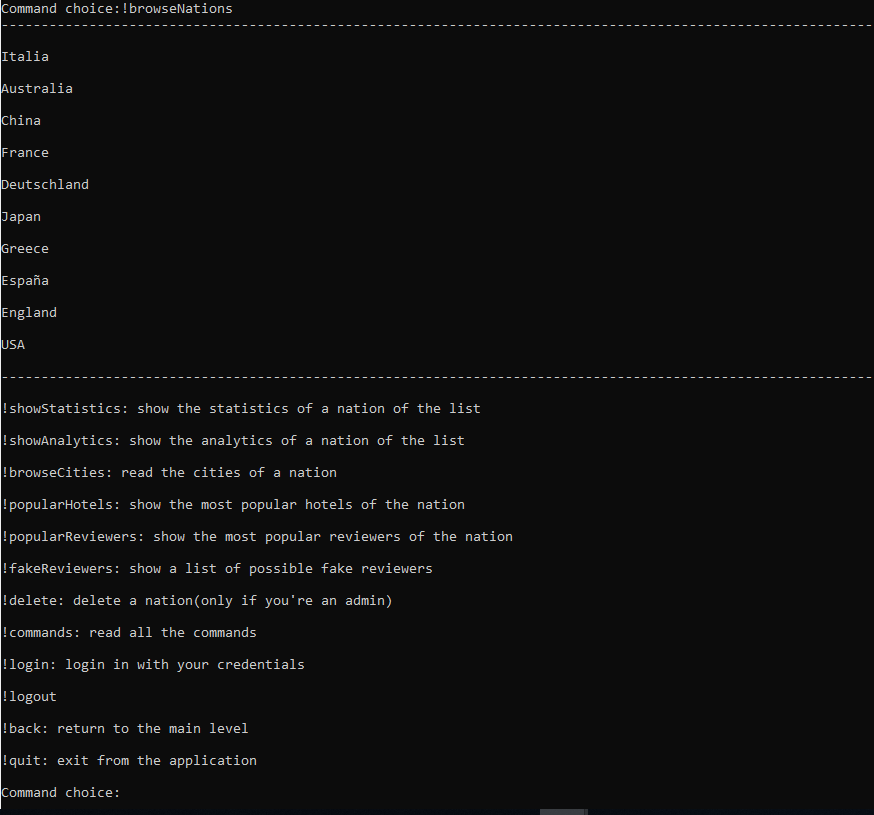 Command choice:!browseNations
-------------------------------------------------------------------------------------------------------------
Italia
Australia
China
France
Deutschland
Japan
Greece
España
England
USA
-------------------------------------------------------------------------------------------------------------
!showStatistics: show the statistics of a nation of the list
!showAnalytics: show the analytics of a nation of the list
!browseCities: read the cities of a nation
!popularHotels: show the most popular hotels of the nation
!popularReviewers: show the most popular reviewers of the nation
!fakeReviewers: show a list of possible fake reviewers
!delete: delete a nation(only if you're an admin)
!commands: read all the commands
!login: login in with your credentials
!logout
!back: return to the main level
!quit: exit from the application
Command choice: